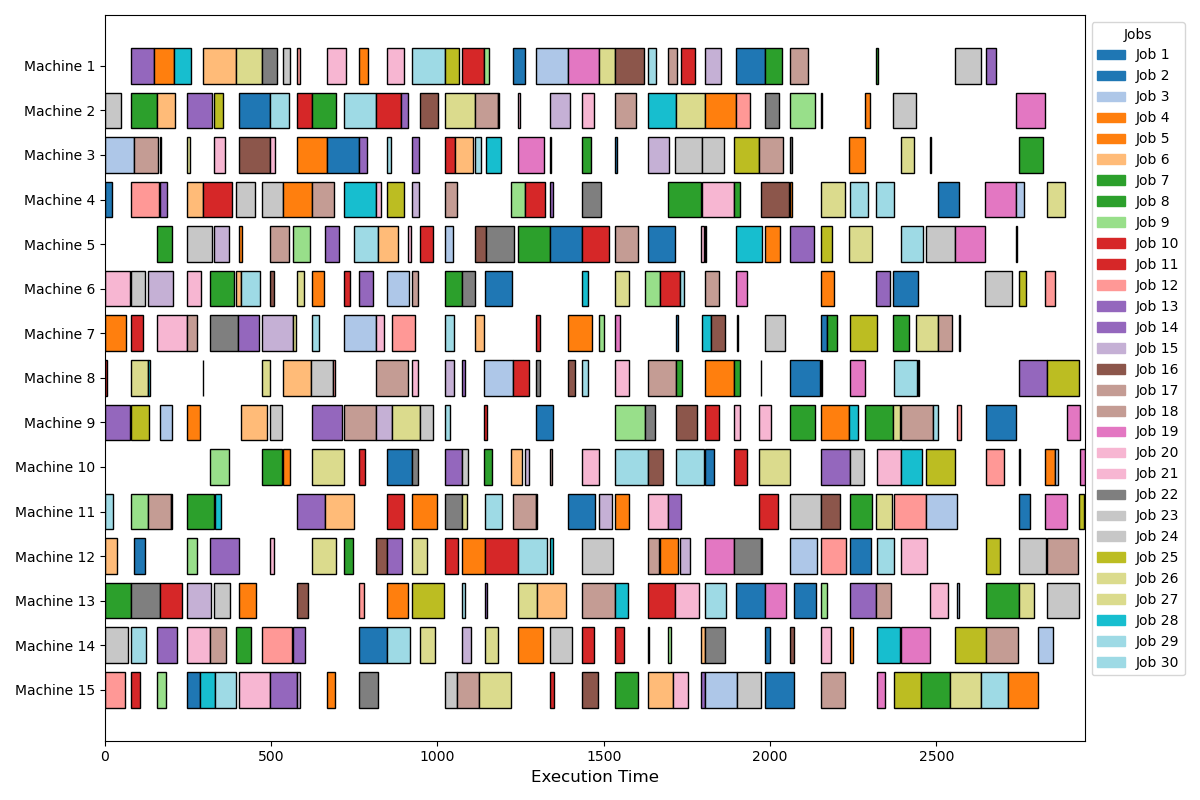 Machine 1
Machine 2
Machine 3
Machine 4
Machine 5
Machine 6
Machine 7
Machine 8
Machine 9
Machine 10
Machine 11
Machine 12
Machine 13
Machine 14
Machine 15
0 500 1000 1500 2000 2500
Execution Time
Jobs
Job 1
Job 2
Job 3
Job 4
Job 5
Job 6
Job 7
Job 8
Job 9
Job 10
Job 11
Job 12
Job 13
Job 14
Job 15
Job 16
Job 17
Job 18
Job 19
Job 20
Job 21
Job 22
Job 23
Job 24
Job 25
Job 26
Job 27
Job 28
Job 29
Job 30